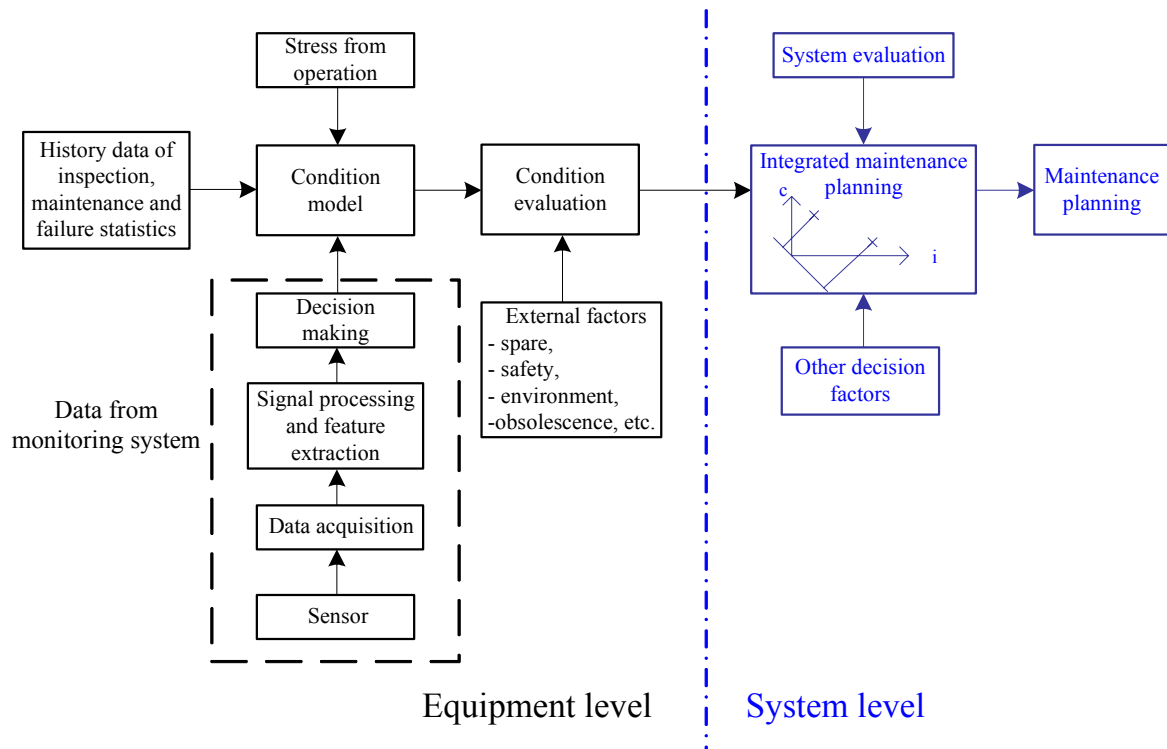 Stress from
operation
System evaluation
History data of
inspection,
maintenance and
failure statistics
Condition
model
Condition
evaluation
Integrated maintenance
planning
c
i
Maintenance
planning
Decision
making
External factors
- spare,
- safety,
- environment,
-obsolescence, etc.
Other decision
factors
Data from
monitoring system
Signal processing
and feature
extraction
Data acquisition
Sensor
Equipment level
System level